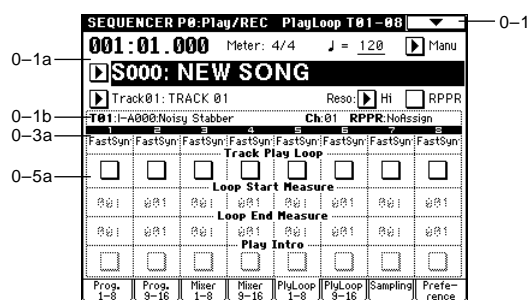 SEQUENCER P0:Play/REC PlayLoop T01-08
0–1
001:01.000 Meter: 4/4 ♩= 120 Manu
0–1a
S000: NEW SONG
Track01: TRACK 01 Reso: Hi RPPR
0–1b
T01:I-A000:Noisy Stabber Ch:01 RPPR:NoAssign
0–3a
1 2 3 4 5 6 7 8
FastSyn FastSyn FastSyn FastSyn FastSyn FastSyn FastSyn FastSyn
Track Play Loop
0–5a
Loop Start Measure
001 001 001 001 001 001 001 001
Loop End Measure
001 001 001 001 001 001 001 001
Play Intro
Prog. 1-8 Prog. 9-16 Mixer 1-8 Mixer 9-16 PlyLoop 1-8 PlyLoop 9-16 Sampling Prefe-rence